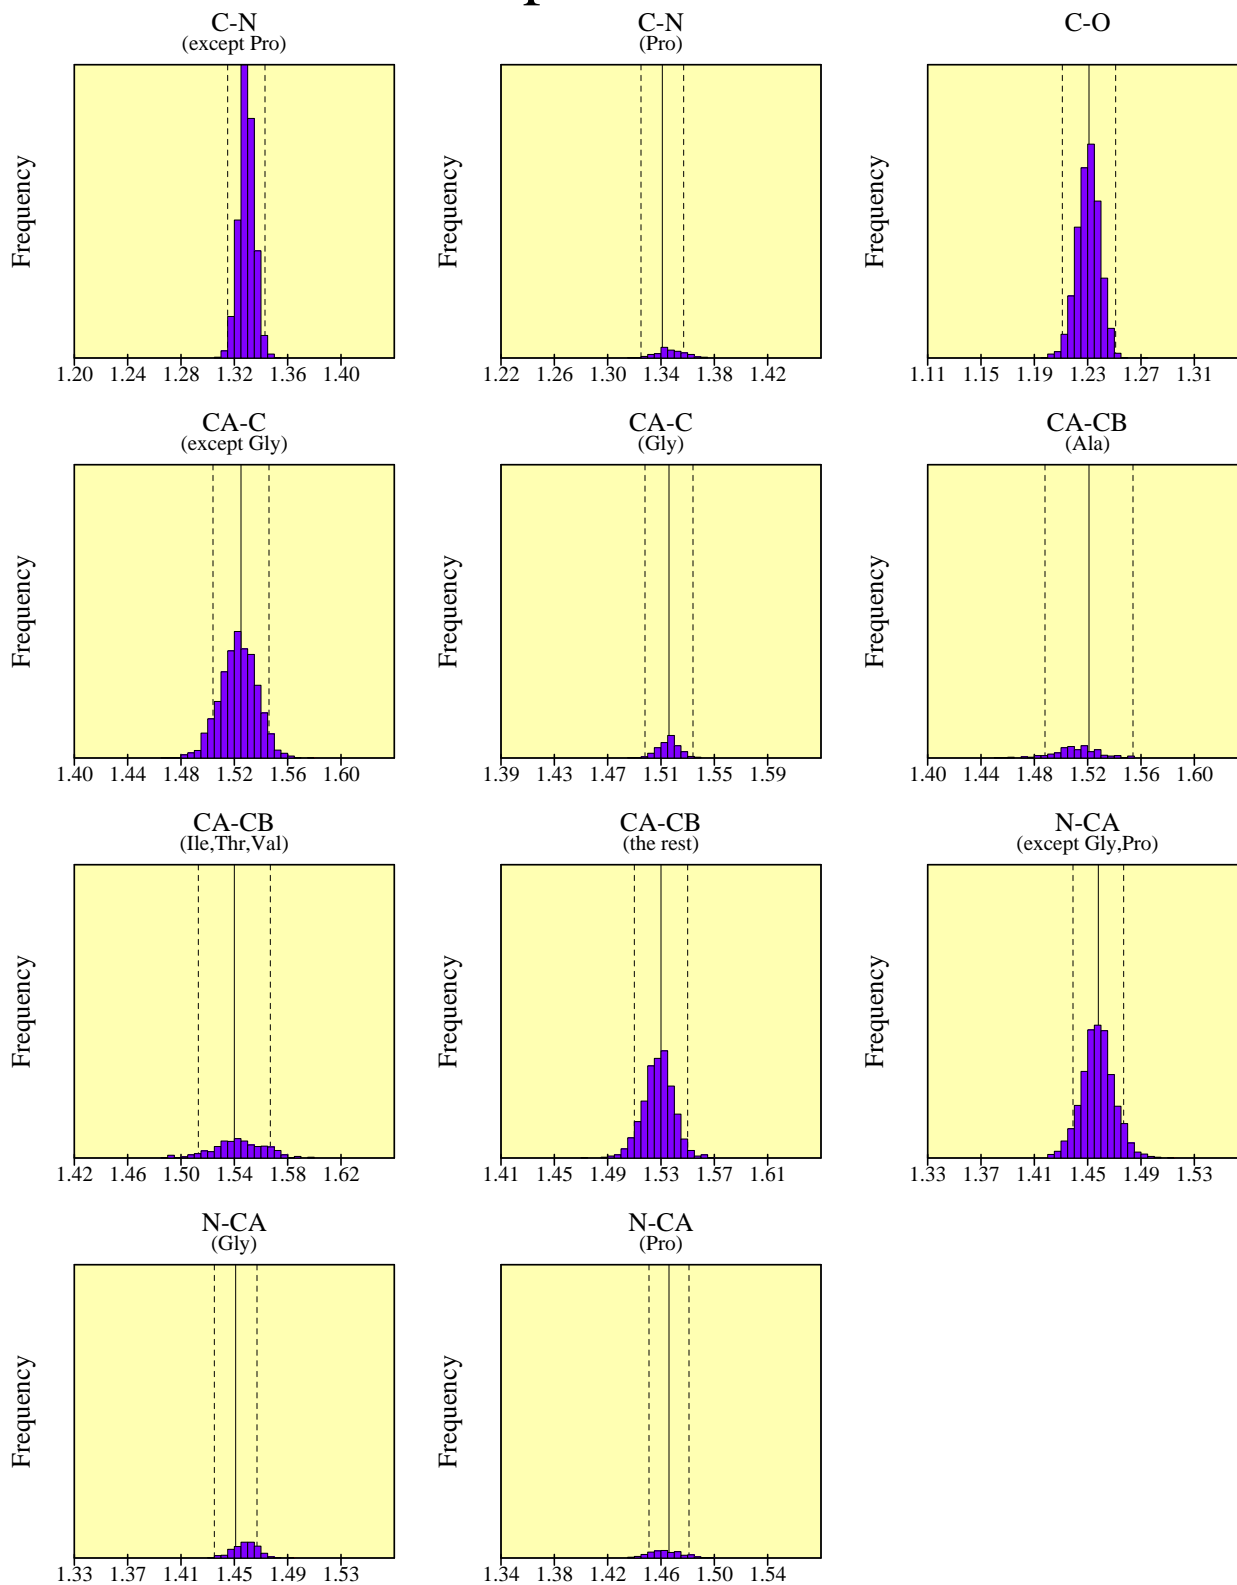 C-N
(except Pro)
Frequency
1.20 1.24 1.28 1.32 1.36 1.40
C-N
(Pro)
Frequency
1.22 1.26 1.30 1.34 1.38 1.42
C-O
Frequency
1.11 1.15 1.19 1.23 1.27 1.31
CA-C
(except Gly)
Frequency
1.40 1.44 1.48 1.52 1.56 1.60
CA-C
(Gly)
Frequency
1.39 1.43 1.47 1.51 1.55 1.59
CA-CB
(Ala)
Frequency
1.40 1.44 1.48 1.52 1.56 1.60
CA-CB
(Ile,Thr,Val)
Frequency
1.42 1.46 1.50 1.54 1.58 1.62
CA-CB
(the rest)
Frequency
1.41 1.45 1.49 1.53 1.57 1.61
N-CA
(except Gly,Pro)
Frequency
1.33 1.37 1.41 1.45 1.49 1.53
N-CA
(Gly)
Frequency
1.33 1.37 1.41 1.45 1.49 1.53
N-CA
(Pro)
Frequency
1.34 1.38 1.42 1.46 1.50 1.54